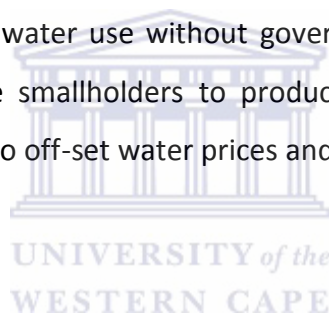 water use without gover
smallholders to produc
o off-set water prices and
UNIVERSITY of the
WESTERN CAPE